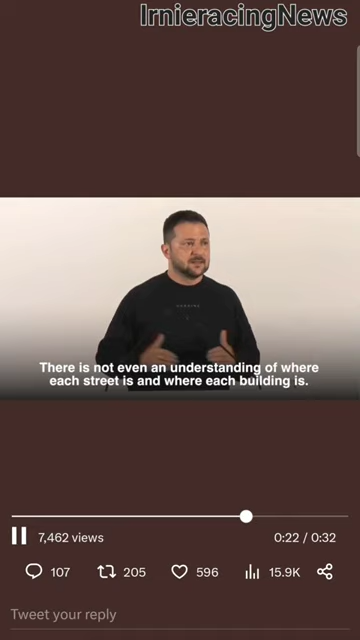 IrnieracingNews
There is not even an understanding of where
each street is and where each building is.
7,462 views
0:22 / 0:32
107
205
596
15.9K
Tweet your reply